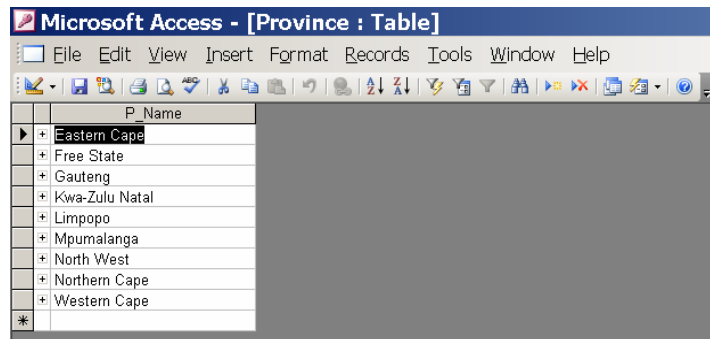 Microsoft Access - [Province : Table]
File Edit View Insert Format Records Tools Window Help
P_Name
Eastern Cape
Free State
Gauteng
Kwa-Zulu Natal
Limpopo
Mpumalanga
North West
Northern Cape
Western Cape